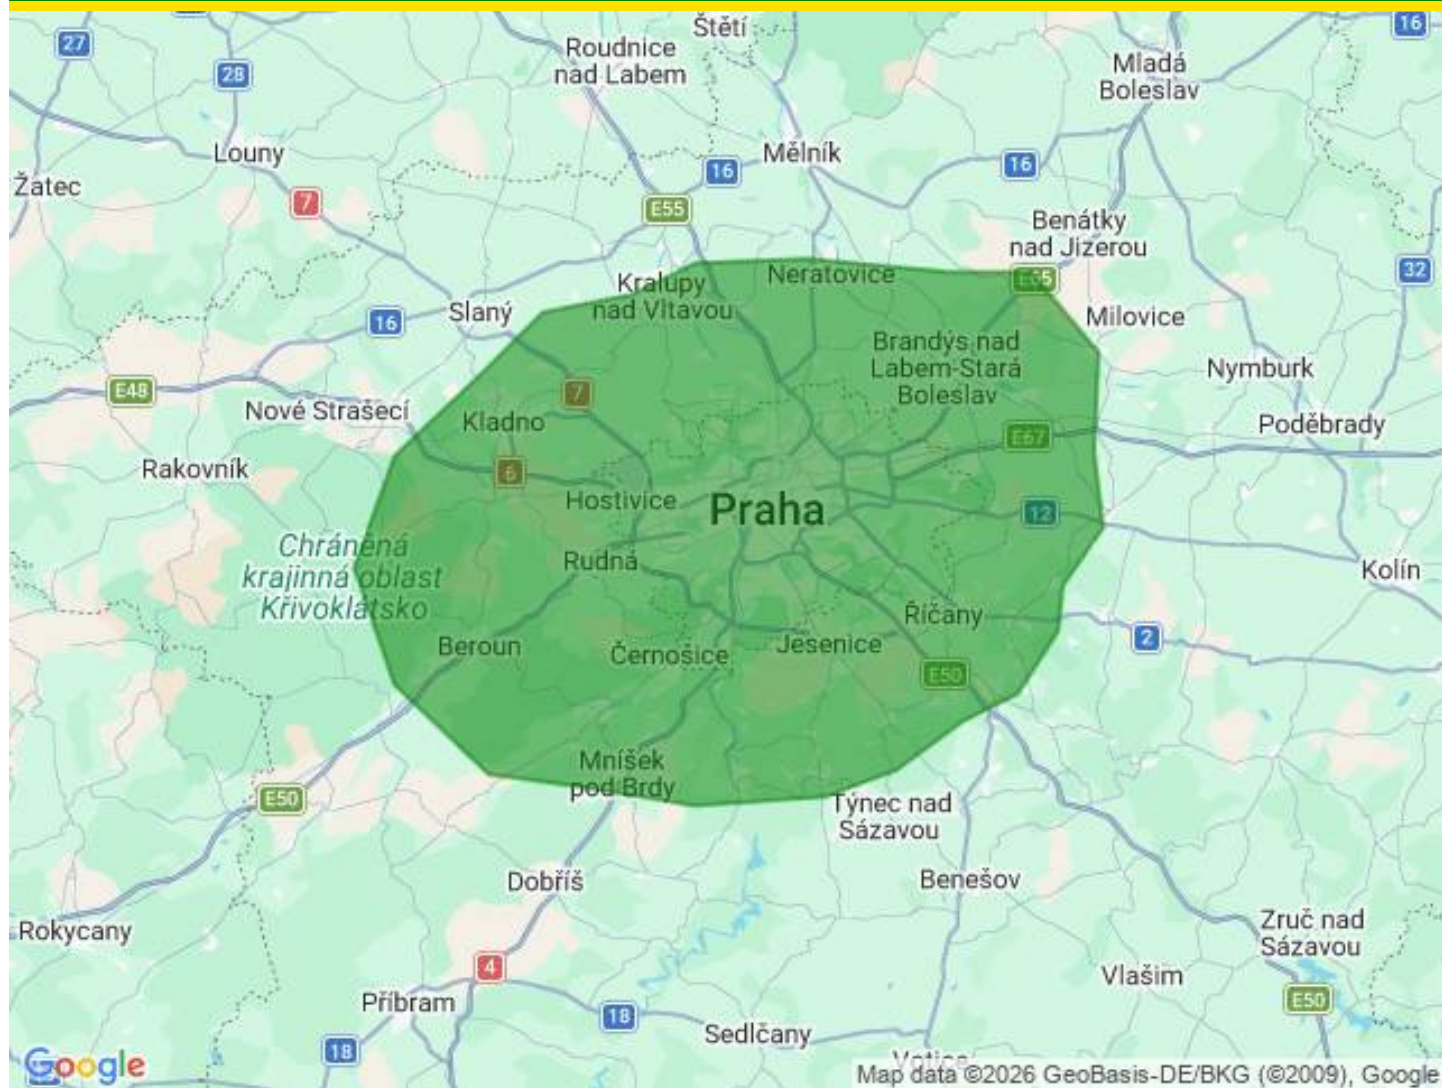 Štětí
16
27
Roudnice
nad Labem
Mladá
Boleslav
28
Louny
Mělník
16
16
Žatec
7
E55
Benátky
nad Jizerou
32
Neratovice
E65
Kralupy
nad Vltavou
Slaný
16
Milovice
Brandýs nad
Labem-Stará
Boleslav
Nymburk
E48
7
Nové Strašecí
Kladno
Poděbrady
E67
Rakovník
6
Hostivice
Praha
12
Chráněná
krajinná oblast
Křivoklátsko
Rudná
Kolín
Říčany
2
Beroun
Černošice
Jesenice
E50
Mníšek
pod Brdy
E50
Týnec nad
Sázavou
Dobříš
Benešov
Rokycany
Zruč nad
Sázavou
4
Vlašim
Příbram
E50
18
Sedlčany
18
Votice
Google
Map data ©2026 GeoBasis-DE/BKG (©2009), Google